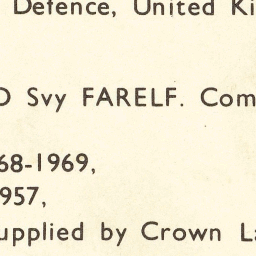 Defence, United Ki
D Svy FARELF. Com
68-1969,
957,
upplied by Crown La